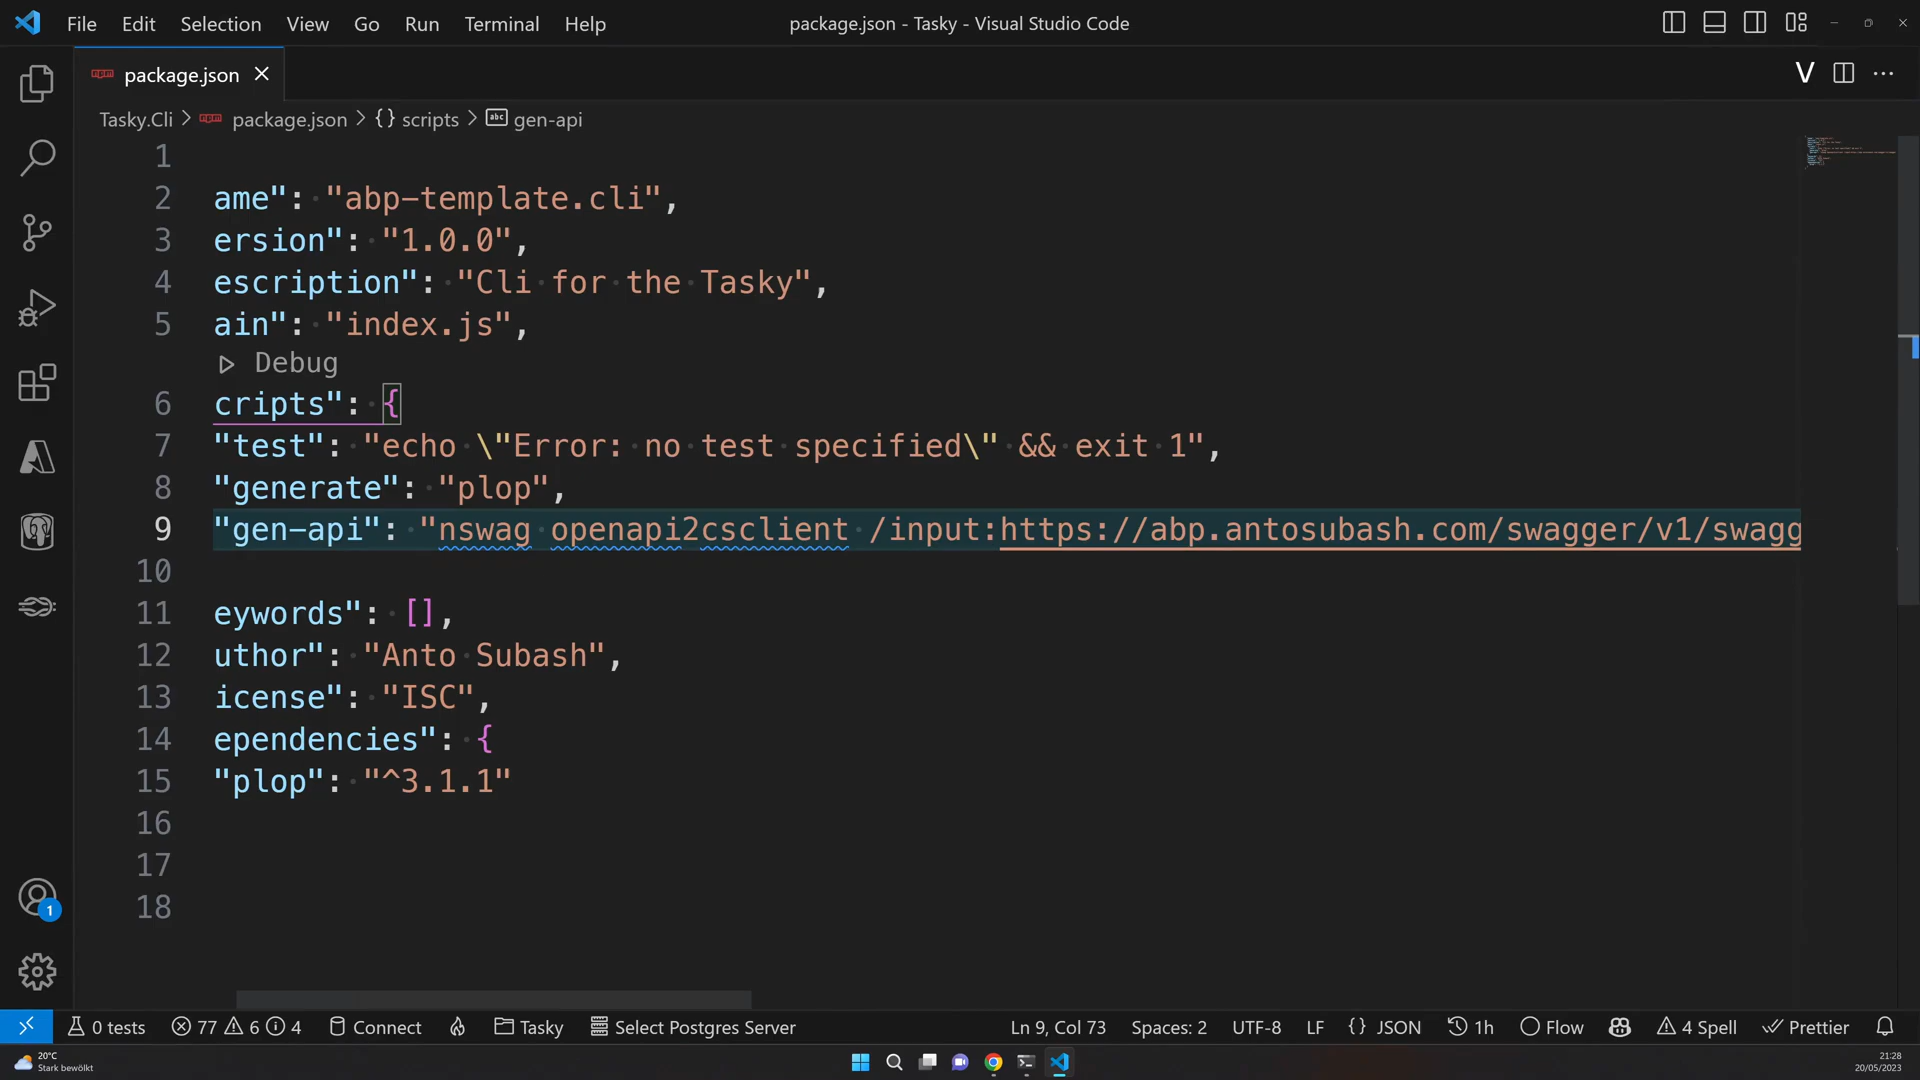 File Edit Selection View Go Run Terminal Help package.json - Tasky - Visual Studio Code
package.json
Tasky.Cli > package.json > {} scripts > gen-api
1
2 ame": "abp-template.cli",
3 ersion": "1.0.0",
4 escription": "Cli for the Tasky",
5 ain": "index.js",
Debug
6 cripts": {
7 "test": "echo \"Error: no test specified\" && exit 1",
8 "generate": "plop",
9 "gen-api": "nswag openapi2csclient /input:https://abp.antosubash.com/swagger/v1/swagg
10
11 eywords": [],
12 uthor": "Anto Subash",
13 icense": "ISC",
14 ependencies": {
15 "plop": "^3.1.1"
16
17
18
1
0 tests 77 6 4 Connect Tasky Select Postgres Server Ln 9, Col 73 Spaces: 2 UTF-8 LF {} JSON 1h Flow 4 Spell Prettier
20°C
Stark bewölkt
21:28
20/05/2023